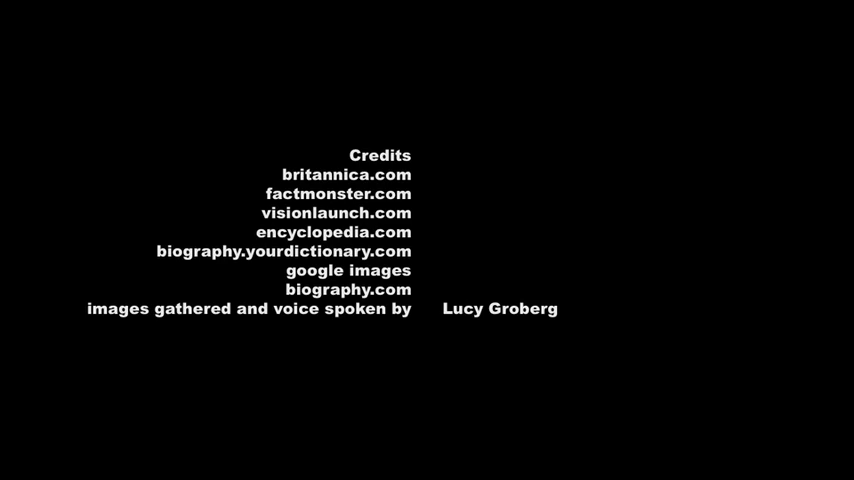 Credits
britannica.com
factmonster.com
visionlaunch.com
encyclopedia.com
biography.yourdictionary.com
google images
biography.com
images gathered and voice spoken by Lucy Groberg